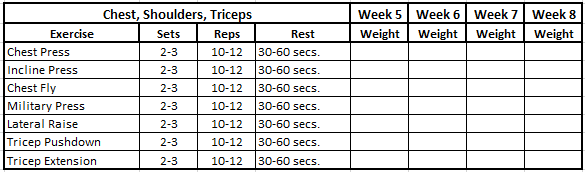 Chest, Shoulders, Triceps Week 5 Week 6 Week 7 Week 8
Exercise Sets Reps Rest Weight Weight Weight Weight
Chest Press 2-3 10-12 30-60 secs.
Incline Press 2-3 10-12 30-60 secs.
Chest Fly 2-3 10-12 30-60 secs.
Military Press 2-3 10-12 30-60 secs.
Lateral Raise 2-3 10-12 30-60 secs.
Tricep Pushdown 2-3 10-12 30-60 secs.
Tricep Extension 2-3 10-12 30-60 secs.